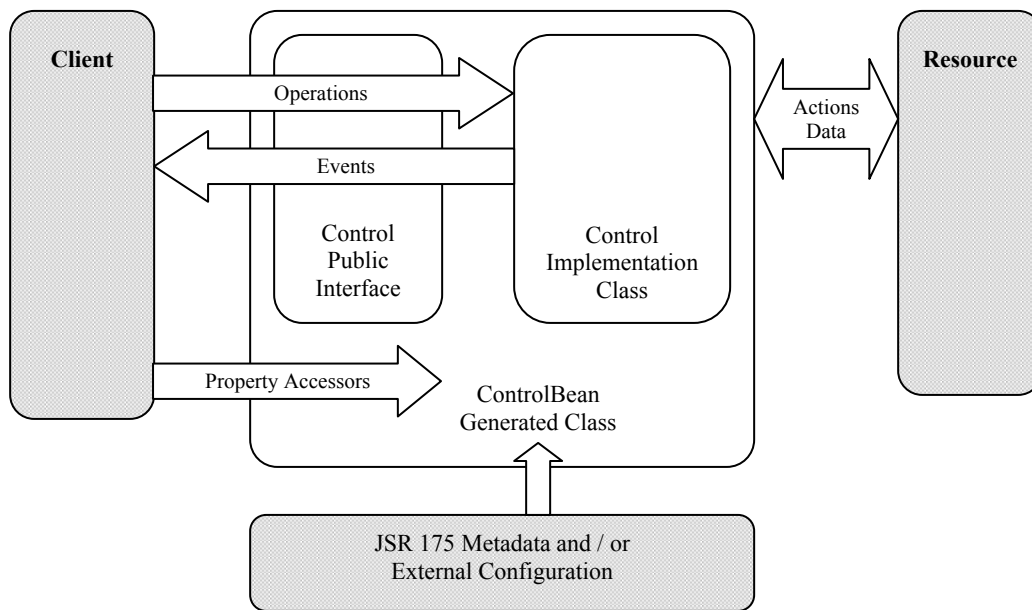 Client
Resource
Operations
Actions
Data
Events
Control
Public
Interface
Control
Implementation
Class
Property Accessors
ControlBean
Generated Class
JSR 175 Metadata and / or
External Configuration